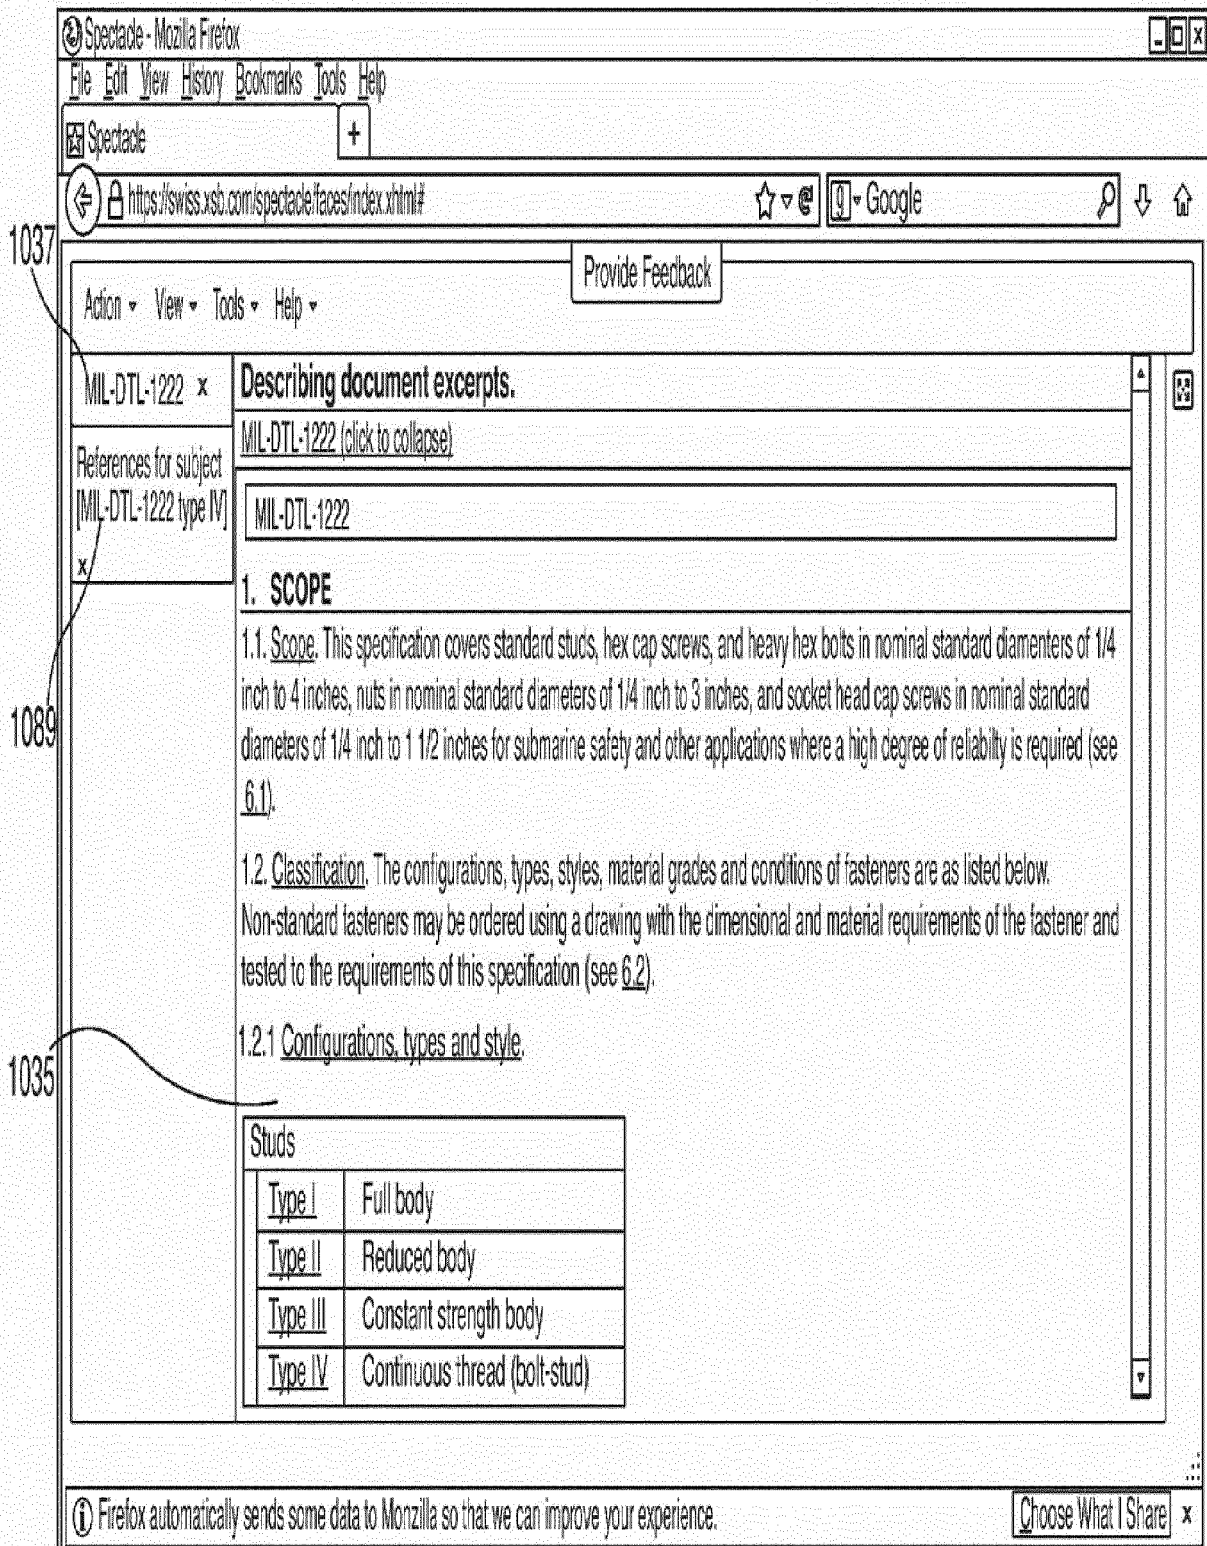 Spectacle - Mozilla Firefox
File Edit View History Bookmarks Tools Help
Spectacle +
https://swiss.xsb.com/spectacle/faces/index.xhtml#
g Google
1037
Provide Feedback
Action View Tools Help
MIL-DTL-1222 x
Describing document excerpts.
MIL-DTL-1222 (click to collapse)
References for subject
[MIL-DTL-1222 type IV]
x
MIL-DTL-1222
1. SCOPE
1.1. Scope. This specification covers standard studs, hex cap screws, and heavy hex bolts in nominal standard diamenters of 1/4
inch to 4 inches, nuts in nominal standard diameters of 1/4 inch to 3 inches, and socket head cap screws in nominal standard
1089
diameters of 1/4 inch to 1 1/2 inches for submarine safety and other applications where a high degree of reliabilty is required (see
6.1).
1.2. Classification. The configurations, types, styles, material grades and conditions of fasteners are as listed below.
Non-standard fasteners may be ordered using a drawing with the dimensional and material requirements of the fastener and
tested to the requirements of this specification (see 6.2).
1.2.1 Configurations, types and style.
1035
Studs
Type I Full body
Type II Reduced body
Type III Constant strength body
Type IV Continuous thread (bolt-stud)
Firefox automatically sends some data to Monzilla so that we can improve your experience.
Choose What I Share x